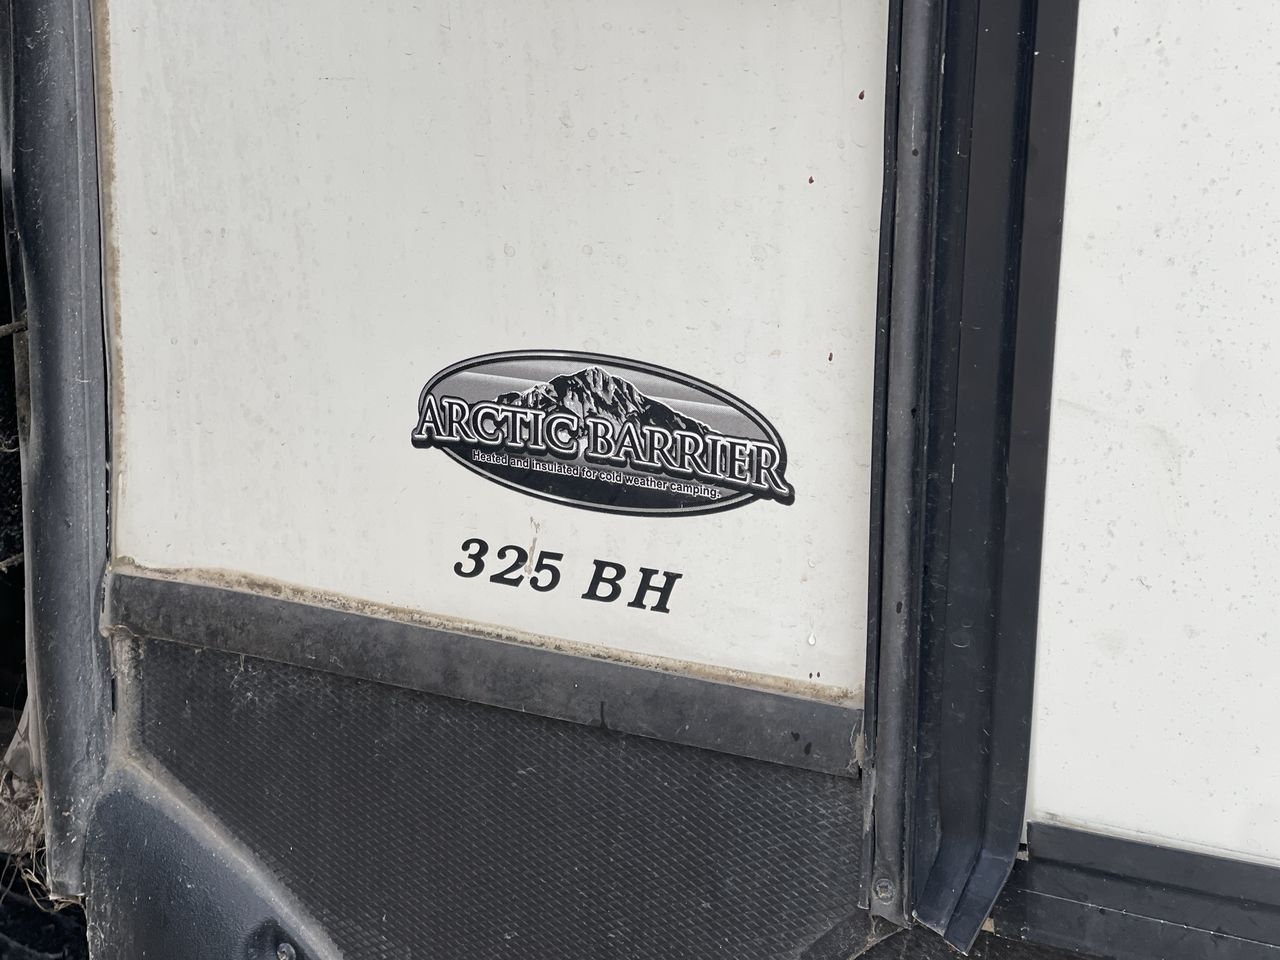 ARCTIC BARRIER
Heated and insulated for cold weather camping.
325 BH